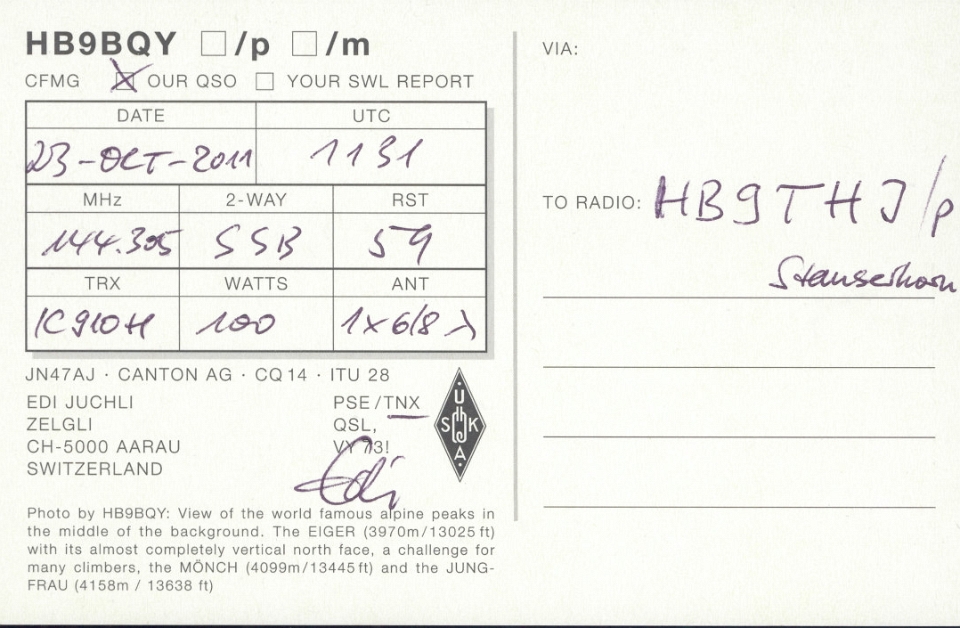 HB9BQY ☐/p ☐/m
CFMG ☒ OUR QSO ☐ YOUR SWL REPORT
DATE UTC
23-OCT-2011 1131
MHz 2-WAY RST
144.305 SSB 59
TRX WATTS ANT
IC910H 100 1x6/8 λ
JN47AJ · CANTON AG · CQ 14 · ITU 28
EDI JUCHLI
ZELGLI
CH-5000 AARAU
SWITZERLAND
PSE/TNX
QSL,
VY 73!
Edi
U
S K
A
Photo by HB9BQY: View of the world famous alpine peaks in
the middle of the background. The EIGER (3970m/13025 ft)
with its almost completely vertical north face, a challenge for
many climbers, the MÖNCH (4099m/13445 ft) and the JUNG-
FRAU (4158m / 13638 ft)
VIA:
TO RADIO: HB9THJ/p
Stanserhorn